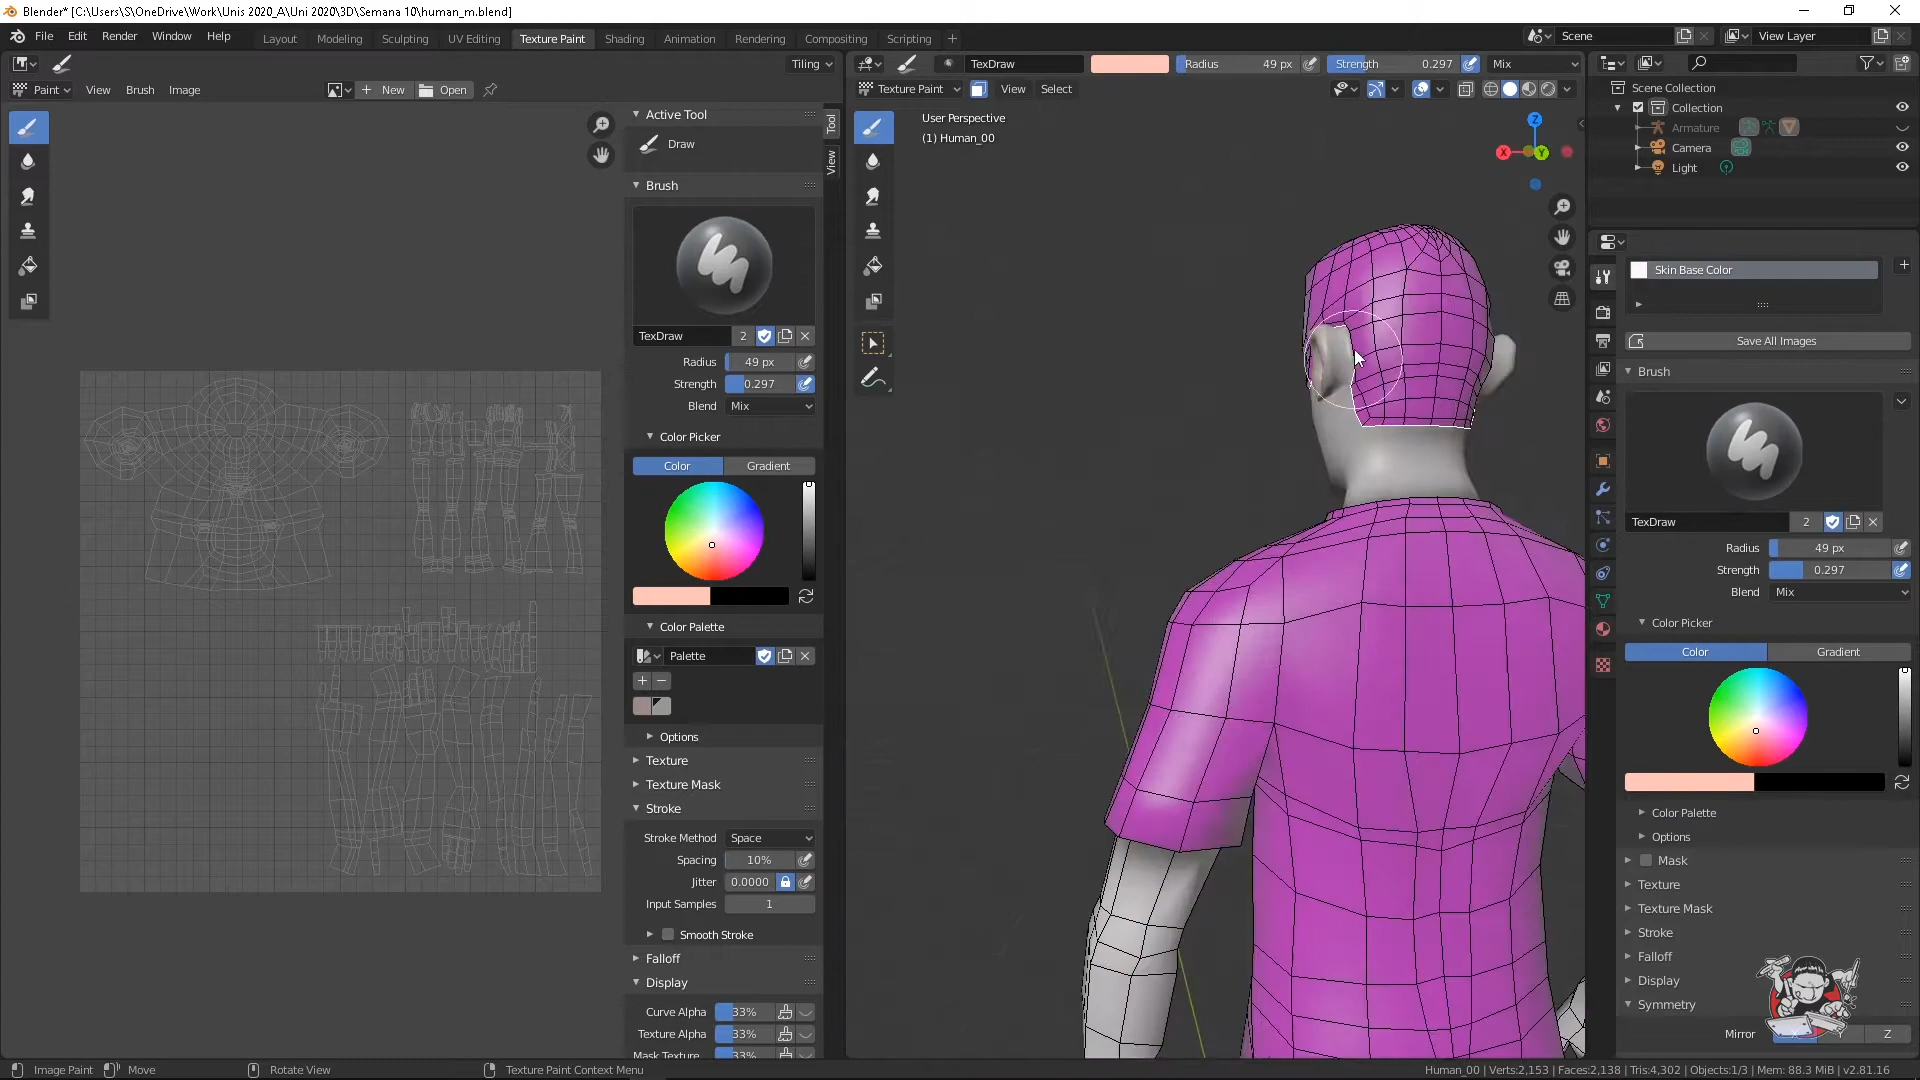 Blender* [C:\Users\S\OneDrive\Work\Unis 2020_A\Uni 2020\3D\Semana 10\human_m.blend]
File Edit Render Window Help
Layout Modeling Sculpting UV Editing Texture Paint Shading Animation Rendering Compositing Scripting
Scene
View Layer
Tiling
TexDraw
Radius 49 px
Strength 0.297
Mix
Paint View Brush Image
New
Open
Texture Paint View Select
User Perspective
(1) Human_00
Z
X
Y
Active Tool
Draw
Tool
View
Brush
TexDraw 2
Radius 49 px
Strength 0.297
Blend Mix
Color Picker
Color Gradient
Color Palette
Palette
Options
Texture
Texture Mask
Stroke
Stroke Method Space
Spacing 10%
Jitter 0.0000
Input Samples 1
Smooth Stroke
Falloff
Display
Curve Alpha 33%
Texture Alpha 33%
Mask Texture 33%
Scene Collection
Collection
Armature
Camera
Light
Skin Base Color
Save All Images
Brush
TexDraw 2
Radius 49 px
Strength 0.297
Blend Mix
Color Picker
Color Gradient
Color Palette
Options
Mask
Texture
Texture Mask
Stroke
Falloff
Display
Symmetry
Mirror
Z
Image Paint Move Rotate View Texture Paint Context Menu
Human_00 | Verts:2,153 | Faces:2,138 | Tris:4,302 | Objects:1/3 | Mem: 88.3 MiB | v2.81.16